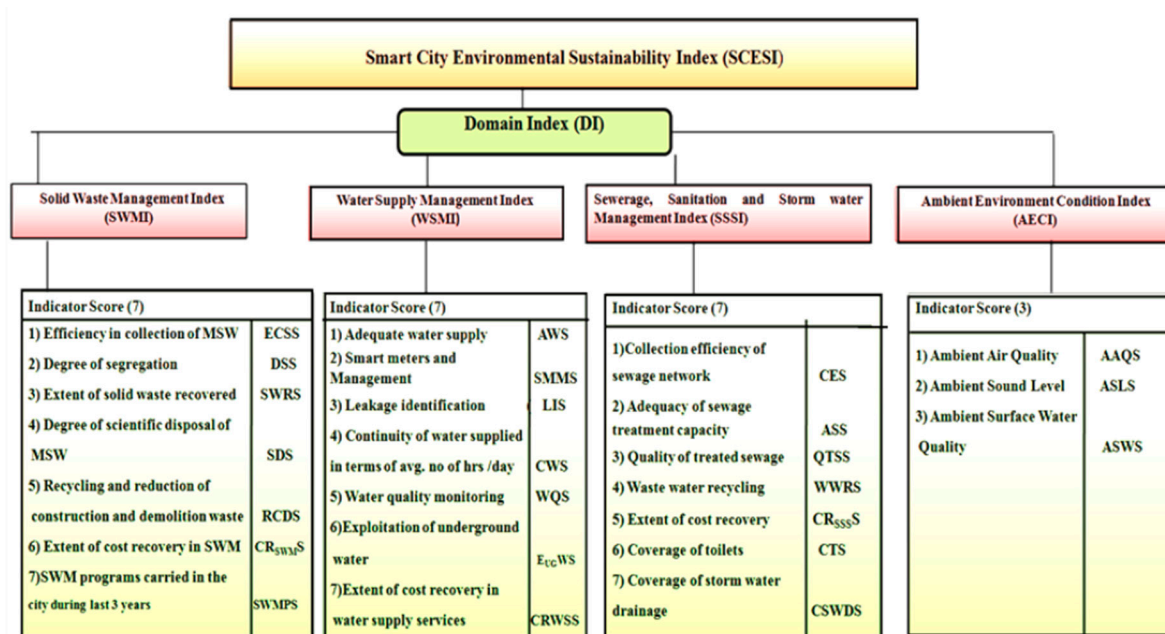 Smart City Environmental Sustainability Index (SCESI)
Domain Index (DI)
Solid Waste Management Index
(SWMI)
Water Supply Management Index
(WSMI)
Sewerage, Sanitation and Storm water
Management Index (SSSI)
Ambient Environment Condition Index
(AECI)
Indicator Score (7)
1) Efficiency in collection of MSW ECSS
2) Degree of segregation DSS
3) Extent of solid waste recovered SWRS
4) Degree of scientific disposal of
MSW SDS
5) Recycling and reduction of
construction and demolition waste RCDS
6) Extent of cost recovery in SWM CRSWMS
7)SWM programs carried in the
city during last 3 years SWMPS
Indicator Score (7)
1) Adequate water supply AWS
2) Smart meters and
Management SMMS
3) Leakage identification LIS
4) Continuity of water supplied
in terms of avg. no of hrs /day CWS
5) Water quality monitoring WQS
6)Exploitation of underground
water EUGWS
7)Extent of cost recovery in
water supply services CRWSS
Indicator Score (7)
1)Collection efficiency of
sewage network CES
2) Adequacy of sewage
treatment capacity ASS
3) Quality of treated sewage QTSS
4) Waste water recycling WWRS
5) Extent of cost recovery CRSSSS
6) Coverage of toilets CTS
7) Coverage of storm water
drainage CSWDS
Indicator Score (3)
1) Ambient Air Quality AAQS
2) Ambient Sound Level ASLS
3) Ambient Surface Water
Quality ASWS